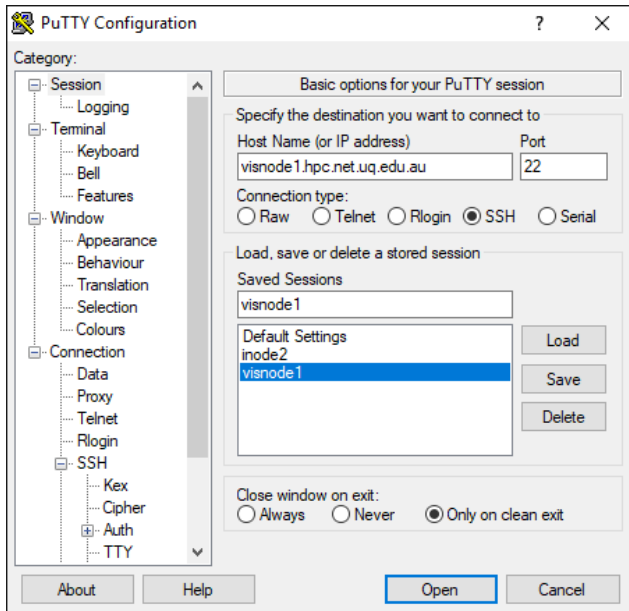 PuTTY Configuration ? ×
Category:
Session
Logging
Terminal
Keyboard
Bell
Features
Window
Appearance
Behaviour
Translation
Selection
Colours
Connection
Data
Proxy
Telnet
Rlogin
SSH
Kex
Cipher
Auth
TTY
Basic options for your PuTTY session
Specify the destination you want to connect to
Host Name (or IP address) Port
visnode1.hpc.net.uq.edu.au 22
Connection type:
Raw Telnet Rlogin SSH Serial
Load, save or delete a stored session
Saved Sessions
visnode1
Default Settings
inode2
visnode1
Load
Save
Delete
Close window on exit:
Always Never Only on clean exit
About Help Open Cancel